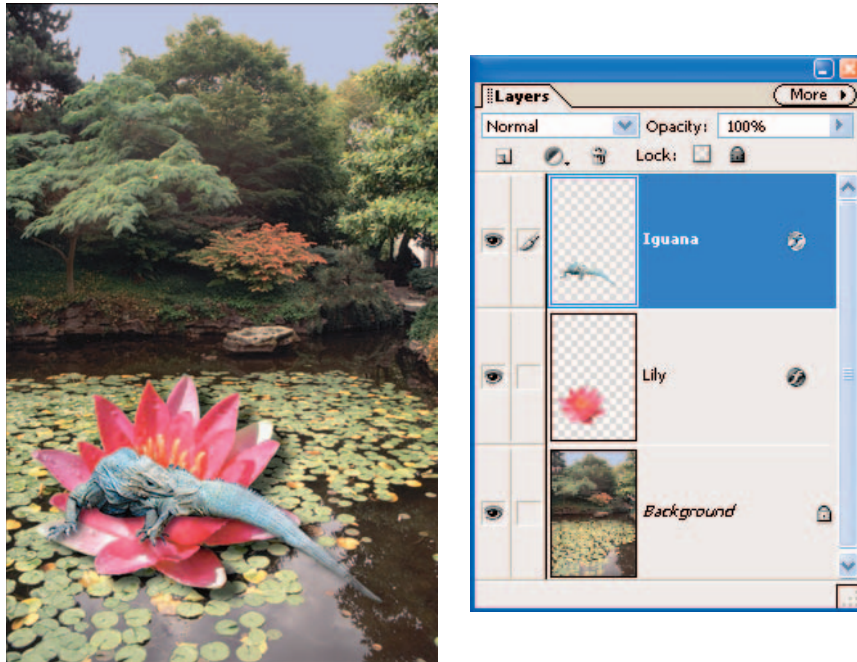 Layers
More
Normal
Opacity: 100%
Lock:
Iguana
Lily
Background